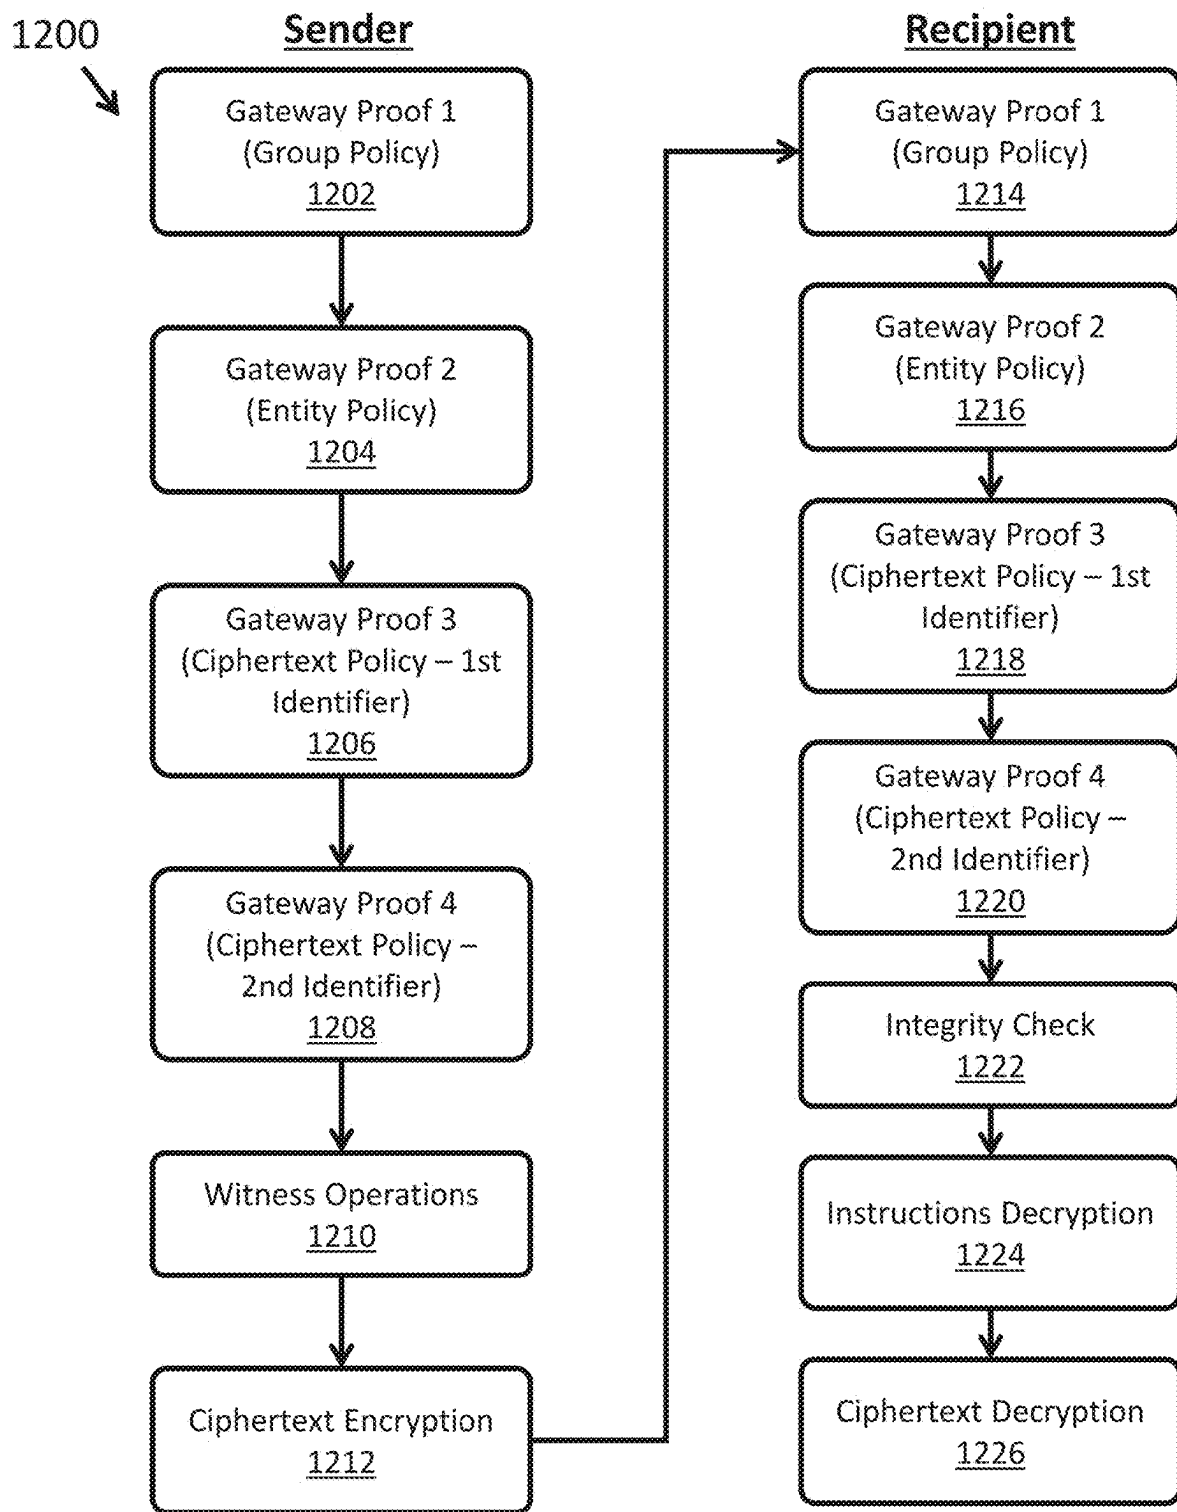 1200
Sender
Gateway Proof 1
(Group Policy)
1202
Gateway Proof 2
(Entity Policy)
1204
Gateway Proof 3
(Ciphertext Policy – 1st
Identifier)
1206
Gateway Proof 4
(Ciphertext Policy –
2nd Identifier)
1208
Witness Operations
1210
Ciphertext Encryption
1212
Recipient
Gateway Proof 1
(Group Policy)
1214
Gateway Proof 2
(Entity Policy)
1216
Gateway Proof 3
(Ciphertext Policy – 1st
Identifier)
1218
Gateway Proof 4
(Ciphertext Policy –
2nd Identifier)
1220
Integrity Check
1222
Instructions Decryption
1224
Ciphertext Decryption
1226